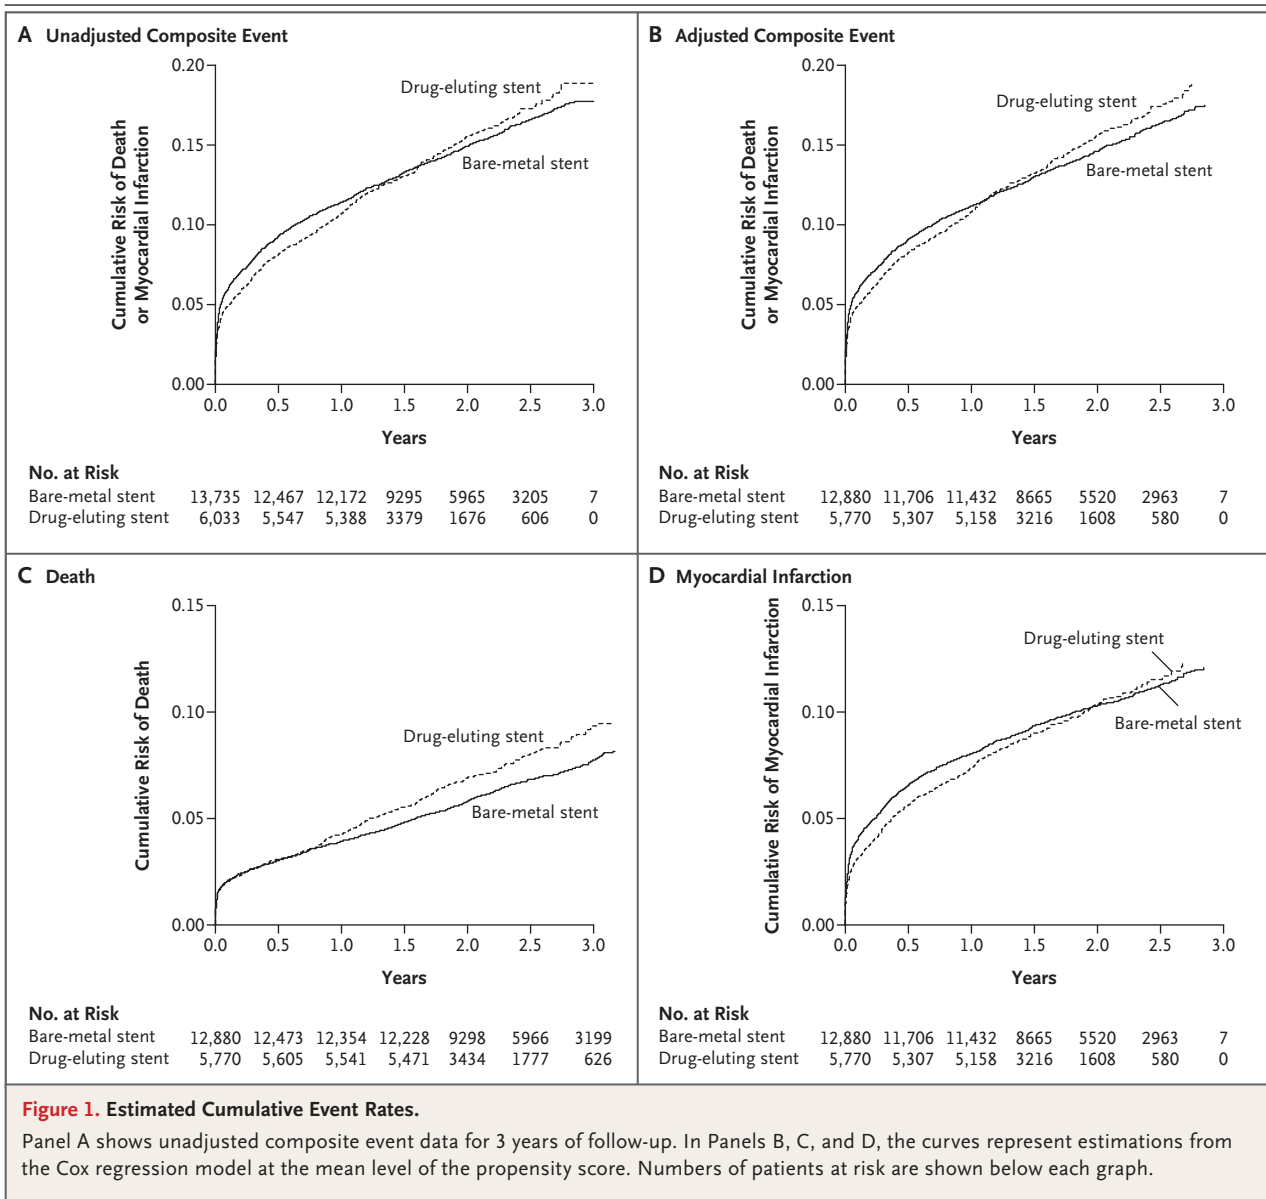 A Unadjusted Composite Event
Cumulative Risk of Death
or Myocardial Infarction
0.20
0.15
0.10
0.05
0.00
Drug-eluting stent
Bare-metal stent
0.0 0.5 1.0 1.5 2.0 2.5 3.0
Years
No. at Risk
Bare-metal stent 13,735 12,467 12,172 9295 5965 3205 7
Drug-eluting stent 6,033 5,547 5,388 3379 1676 606 0
B Adjusted Composite Event
Cumulative Risk of Death
or Myocardial Infarction
0.20
0.15
0.10
0.05
0.00
Drug-eluting stent
Bare-metal stent
0.0 0.5 1.0 1.5 2.0 2.5 3.0
Years
No. at Risk
Bare-metal stent 12,880 11,706 11,432 8665 5520 2963 7
Drug-eluting stent 5,770 5,307 5,158 3216 1608 580 0
C Death
Cumulative Risk of Death
0.15
0.10
0.05
0.00
Drug-eluting stent
Bare-metal stent
0.0 0.5 1.0 1.5 2.0 2.5 3.0
Years
No. at Risk
Bare-metal stent 12,880 12,473 12,354 12,228 9298 5966 3199
Drug-eluting stent 5,770 5,605 5,541 5,471 3434 1777 626
D Myocardial Infarction
Cumulative Risk of Myocardial Infarction
0.15
0.10
0.05
0.00
Drug-eluting stent
Bare-metal stent
0.0 0.5 1.0 1.5 2.0 2.5 3.0
Years
No. at Risk
Bare-metal stent 12,880 11,706 11,432 8665 5520 2963 7
Drug-eluting stent 5,770 5,307 5,158 3216 1608 580 0
Figure 1. Estimated Cumulative Event Rates.
Panel A shows unadjusted composite event data for 3 years of follow-up. In Panels B, C, and D, the curves represent estimations from
the Cox regression model at the mean level of the propensity score. Numbers of patients at risk are shown below each graph.